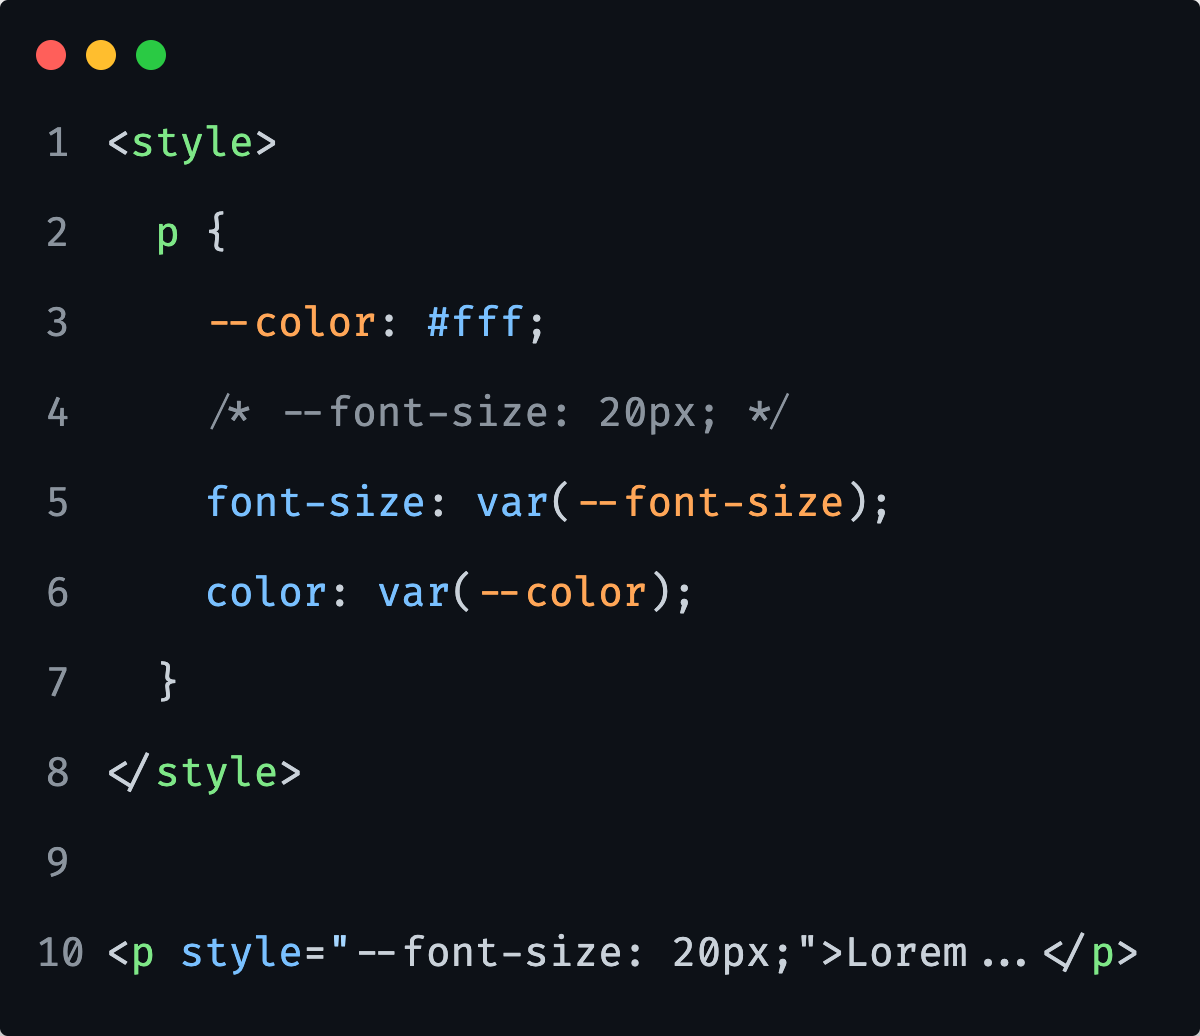 1 <style>
2   p {
3     --color: #fff;
4     /* --font-size: 20px; */
5     font-size: var(--font-size);
6     color: var(--color);
7   }
8 </style>
9
10 <p style="--font-size: 20px;">Lorem...</p>